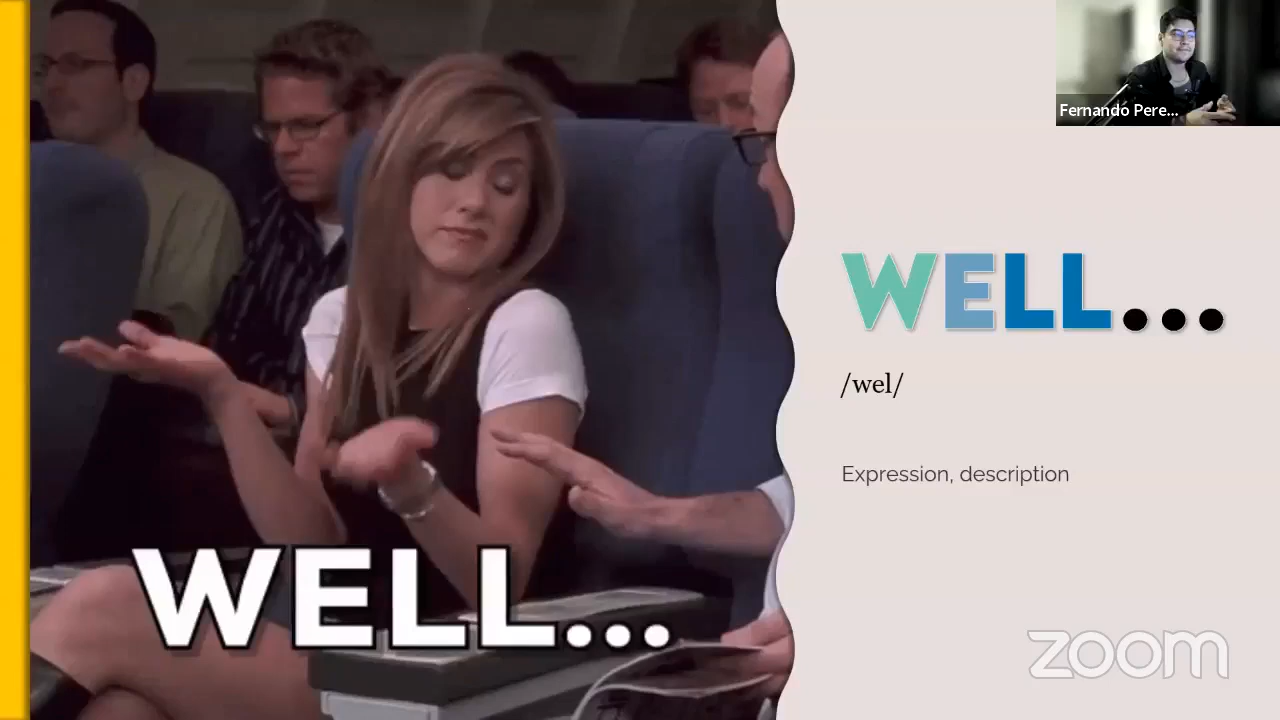 Fernando Pere...
WELL...
/wel/
Expression, description
WELL...
zoom